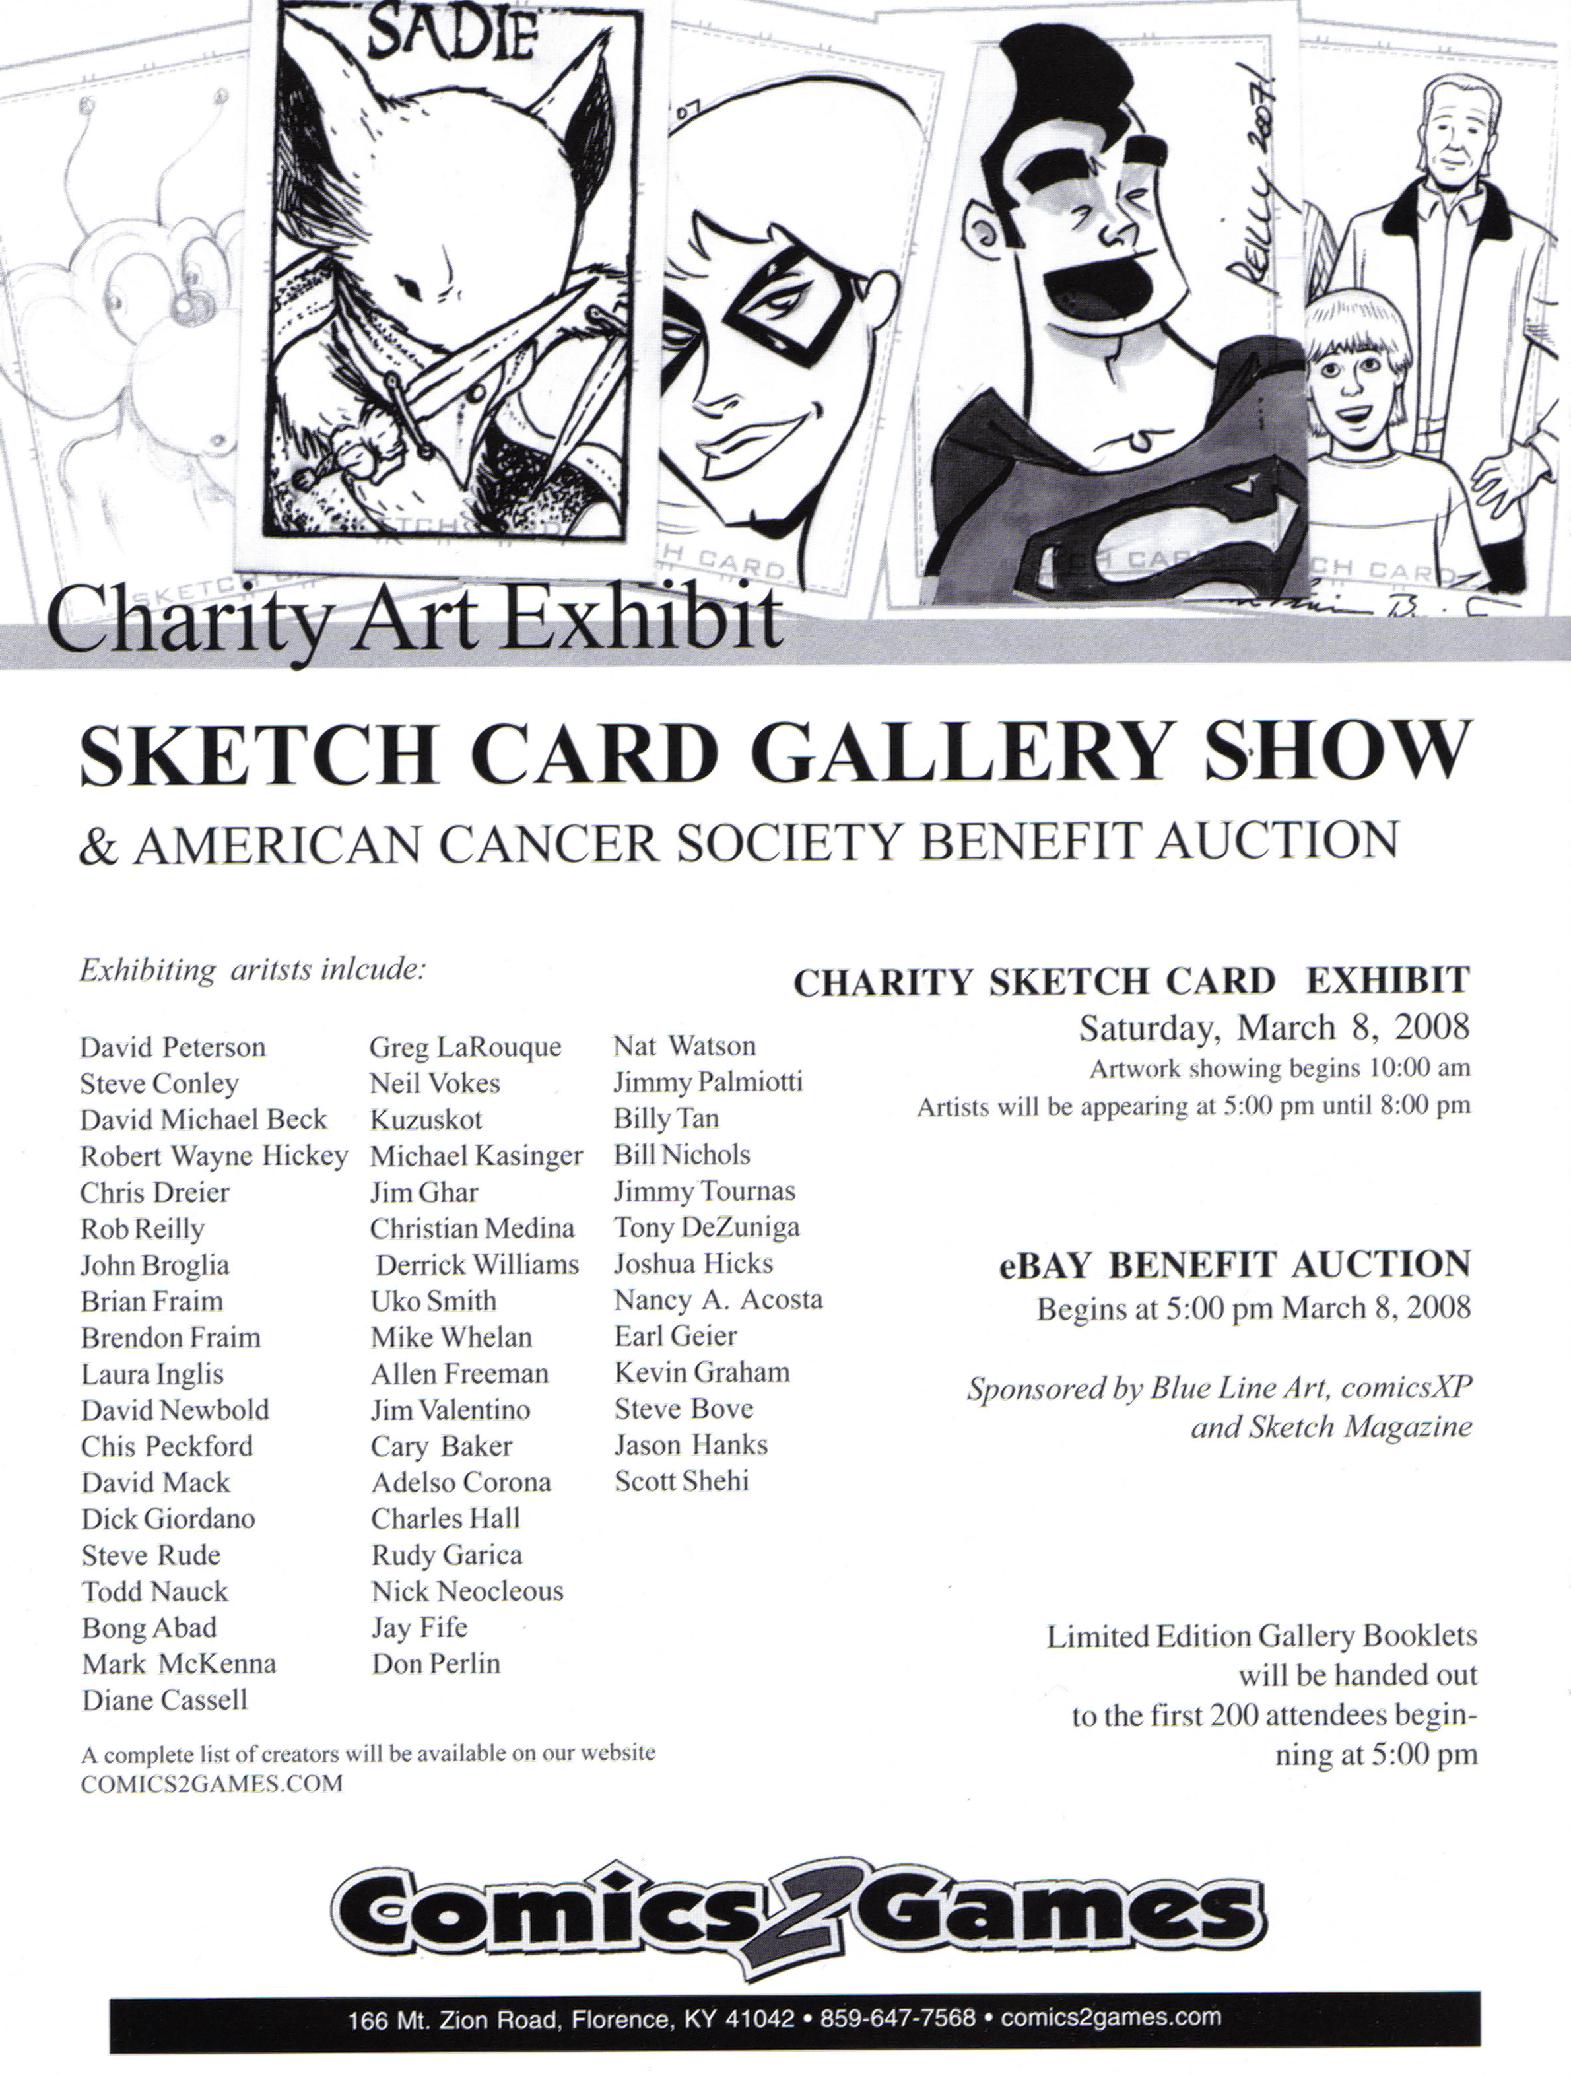 SADIE
07
REILLY 2007!
SKETCH CARD
SKETCH CARD
CH CARD
CH CARD
Charity Art Exhibit
SKETCH CARD GALLERY SHOW
& AMERICAN CANCER SOCIETY BENEFIT AUCTION
Exhibiting aritsts inlcude:
David Peterson
Steve Conley
David Michael Beck
Robert Wayne Hickey
Chris Dreier
Rob Reilly
John Broglia
Brian Fraim
Brendon Fraim
Laura Inglis
David Newbold
Chis Peckford
David Mack
Dick Giordano
Steve Rude
Todd Nauck
Bong Abad
Mark McKenna
Diane Cassell
Greg LaRouque
Neil Vokes
Kuzuskot
Michael Kasinger
Jim Ghar
Christian Medina
Derrick Williams
Uko Smith
Mike Whelan
Allen Freeman
Jim Valentino
Cary Baker
Adelso Corona
Charles Hall
Rudy Garica
Nick Neocleous
Jay Fife
Don Perlin
Nat Watson
Jimmy Palmiotti
Billy Tan
Bill Nichols
Jimmy Tournas
Tony DeZuniga
Joshua Hicks
Nancy A. Acosta
Earl Geier
Kevin Graham
Steve Bove
Jason Hanks
Scott Shehi
A complete list of creators will be available on our website
COMICS2GAMES.COM
CHARITY SKETCH CARD EXHIBIT
Saturday, March 8, 2008
Artwork showing begins 10:00 am
Artists will be appearing at 5:00 pm until 8:00 pm
eBAY BENEFIT AUCTION
Begins at 5:00 pm March 8, 2008
Sponsored by Blue Line Art, comicsXP
and Sketch Magazine
Limited Edition Gallery Booklets
will be handed out
to the first 200 attendees begin-
ning at 5:00 pm
Comics2Games
166 Mt. Zion Road, Florence, KY 41042 • 859-647-7568 • comics2games.com